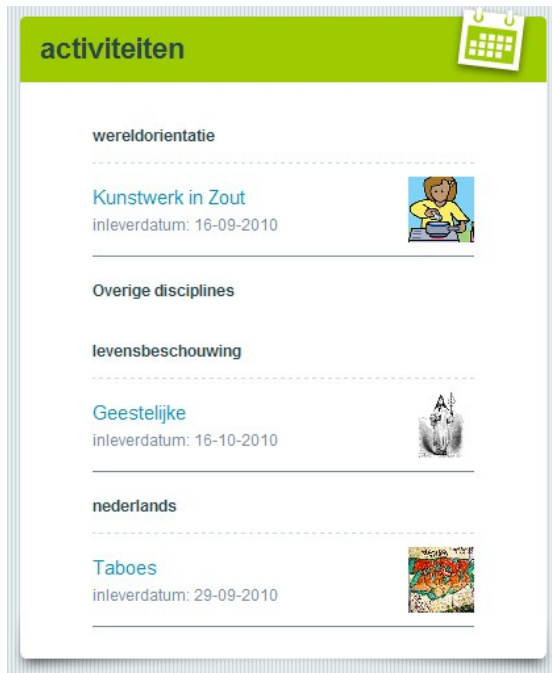 activiteiten
wereldorientatie
Kunstwerk in Zout
inleverdatum: 16-09-2010
Overige disciplines
levensbeschouwing
Geestelijke
inleverdatum: 16-10-2010
nederlands
Taboes
inleverdatum: 29-09-2010